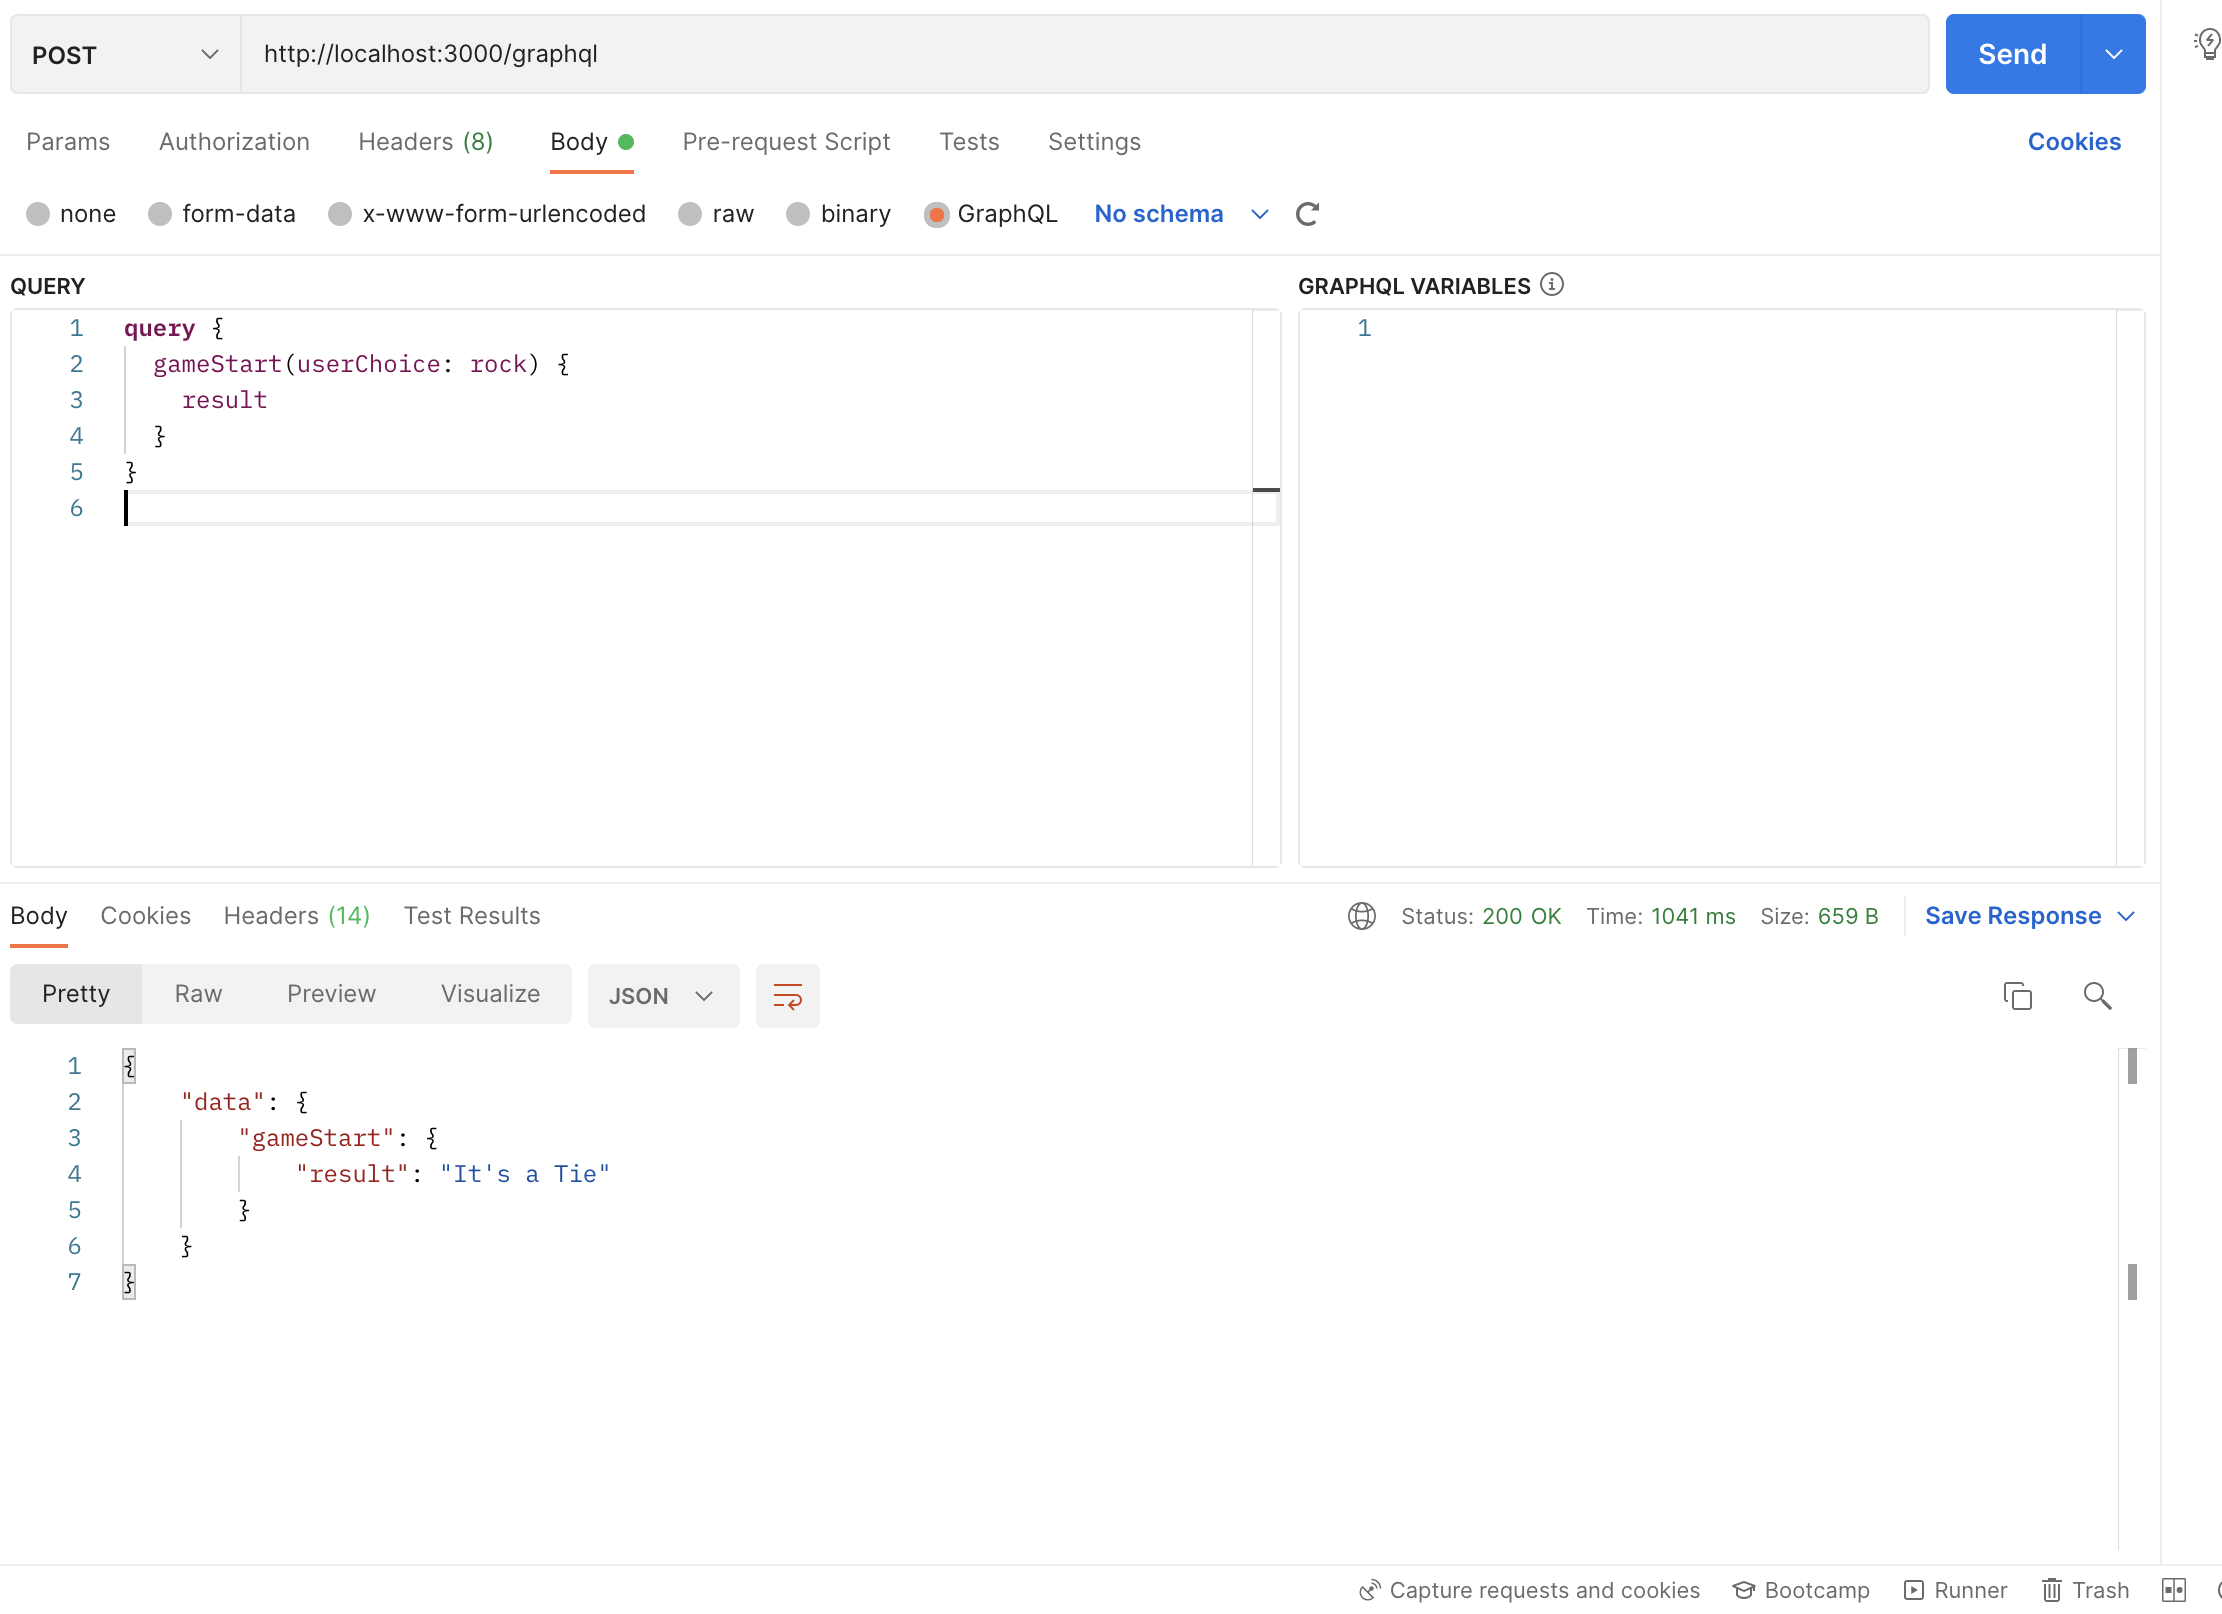 POST http://localhost:3000/graphql Send
Params Authorization Headers (8) Body Pre-request Script Tests Settings Cookies
none form-data x-www-form-urlencoded raw binary GraphQL No schema
QUERY
1 query {
2 gameStart(userChoice: rock) {
3 result
4 }
5 }
6
GRAPHQL VARIABLES
1
Body Cookies Headers (14) Test Results Status: 200 OK Time: 1041 ms Size: 659 B Save Response
Pretty Raw Preview Visualize JSON
1 {
2 "data": {
3 "gameStart": {
4 "result": "It's a Tie"
5 }
6 }
7 }
Capture requests and cookies Bootcamp Runner Trash